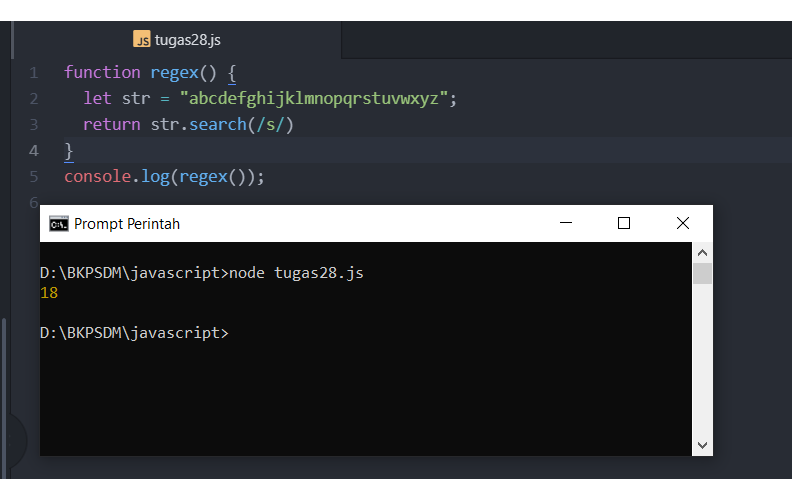 JS tugas28.js
1 function regex() {
2 let str = "abcdefghijklmnopqrstuvwxyz";
3 return str.search(/s/)
4 }
5 console.log(regex());
6
C:\. Prompt Perintah
D:\BKPSDM\javascript>node tugas28.js
18
D:\BKPSDM\javascript>